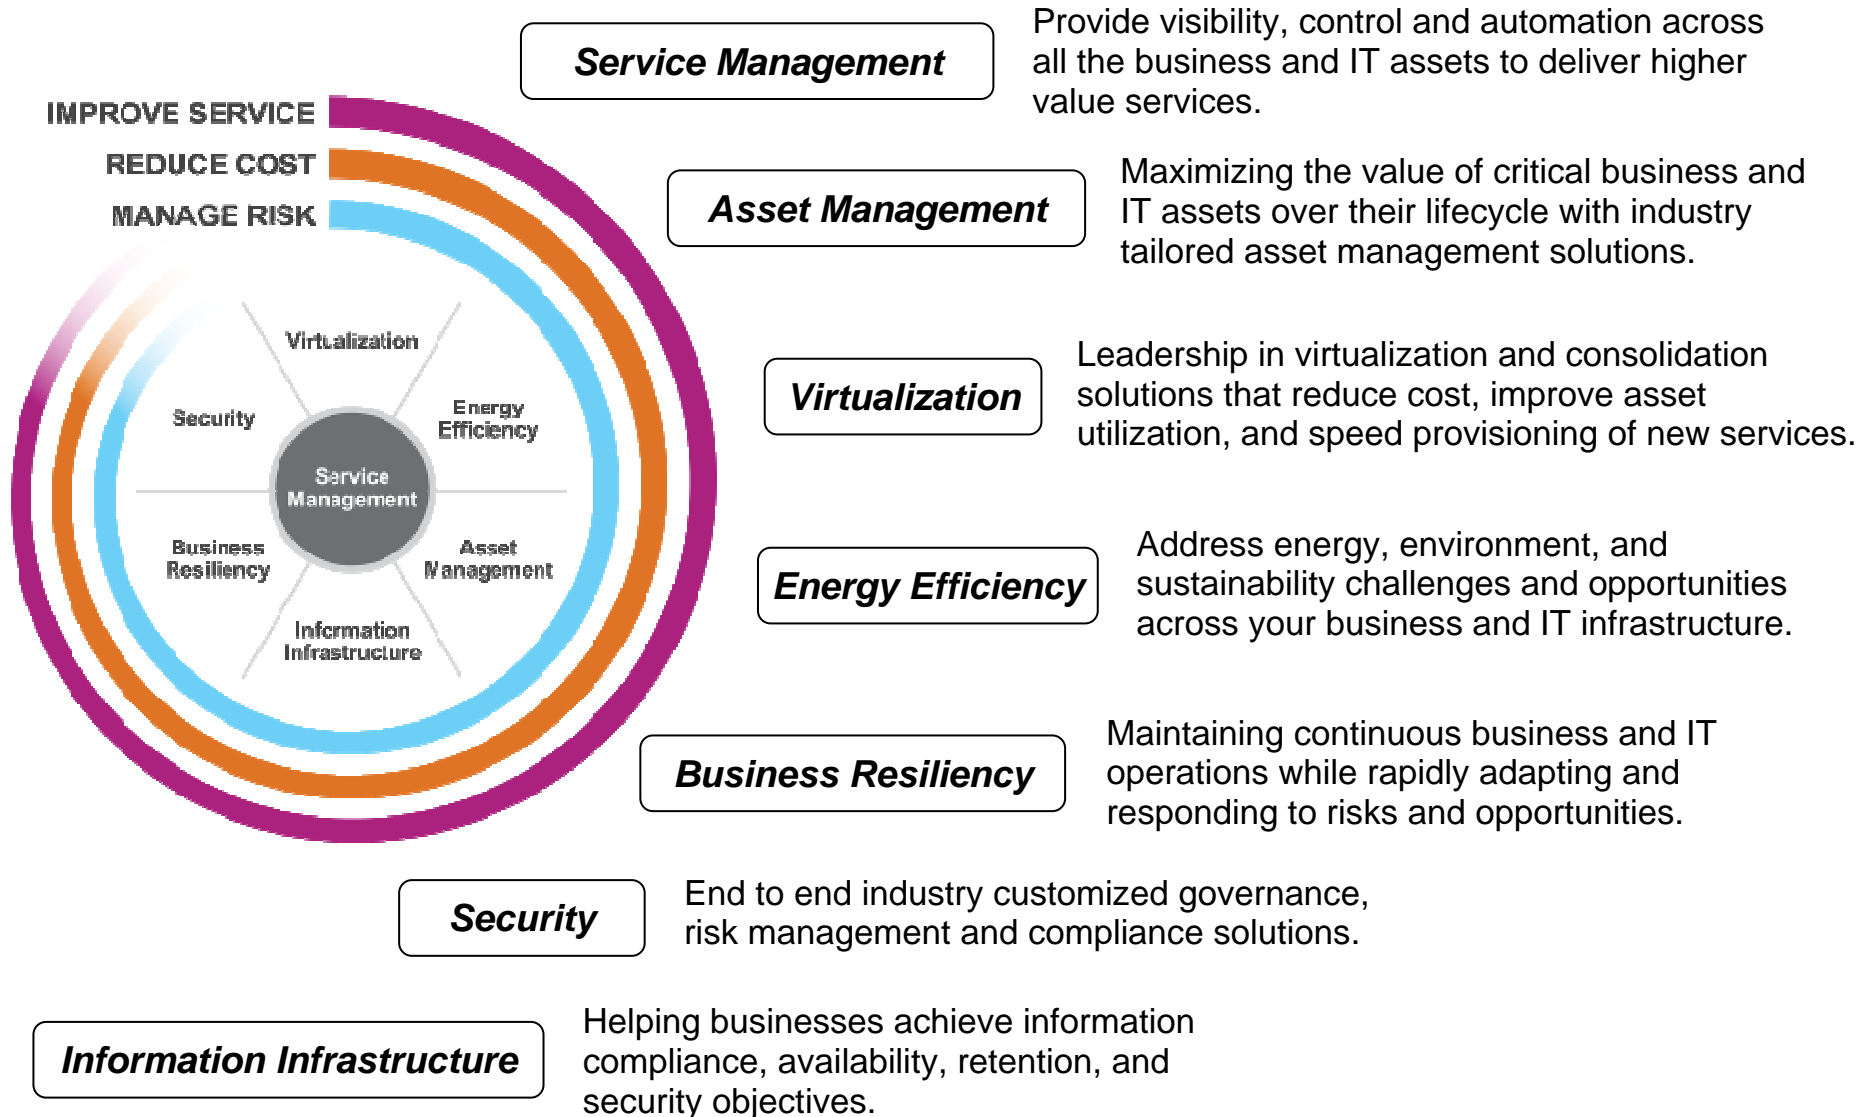 Service Management
Provide visibility, control and automation across
all the business and IT assets to deliver higher
value services.
IMPROVE SERVICE
REDUCE COST
MANAGE RISK
Asset Management
Maximizing the value of critical business and
IT assets over their lifecycle with industry
tailored asset management solutions.
Virtualization
Security
Energy
Efficiency
Service
Management
Business
Resiliency
Asset
Management
Information
Infrastructure
Virtualization
Leadership in virtualization and consolidation
solutions that reduce cost, improve asset
utilization, and speed provisioning of new services.
Energy Efficiency
Address energy, environment, and
sustainability challenges and opportunities
across your business and IT infrastructure.
Business Resiliency
Maintaining continuous business and IT
operations while rapidly adapting and
responding to risks and opportunities.
Security
End to end industry customized governance,
risk management and compliance solutions.
Information Infrastructure
Helping businesses achieve information
compliance, availability, retention, and
security objectives.